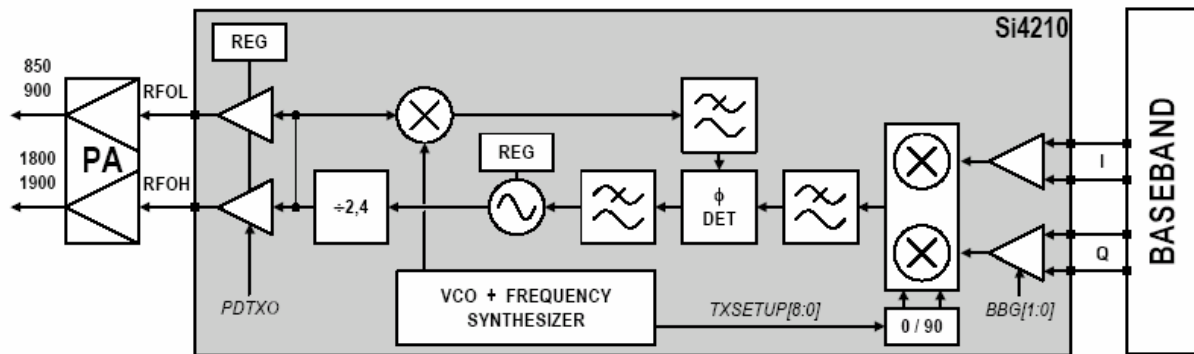 Si4210
REG
850
900
RFOL
PA
1800
1900
RFOH
REG
÷2,4
ϕ
DET
I
Q
BASEBAND
PDTXO
VCO + FREQUENCY
SYNTHESIZER
TXSETUP[8:0]
0 / 90
BBG[1:0]